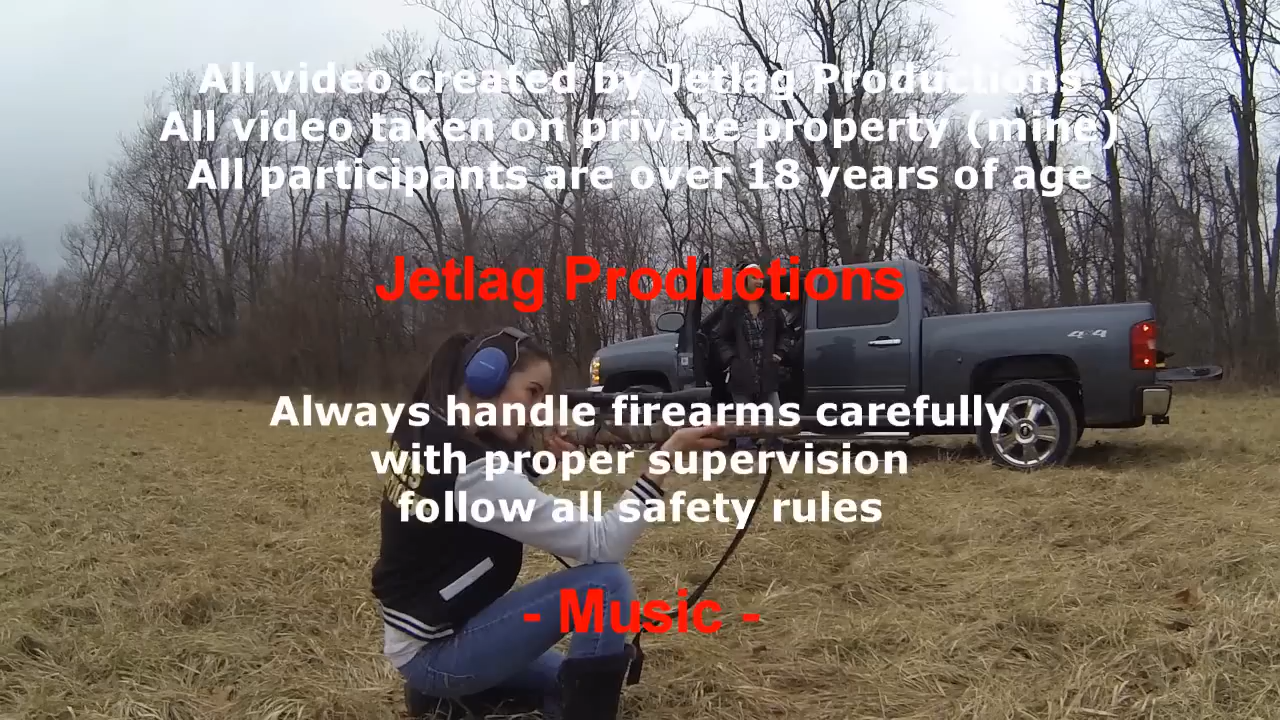 All video created by Jetlag Productions
All video taken on private property (mine)
All participants are over 18 years of age
Jetlag Productions
4x4
Always handle firearms carefully
with proper supervision
follow all safety rules
- Music -